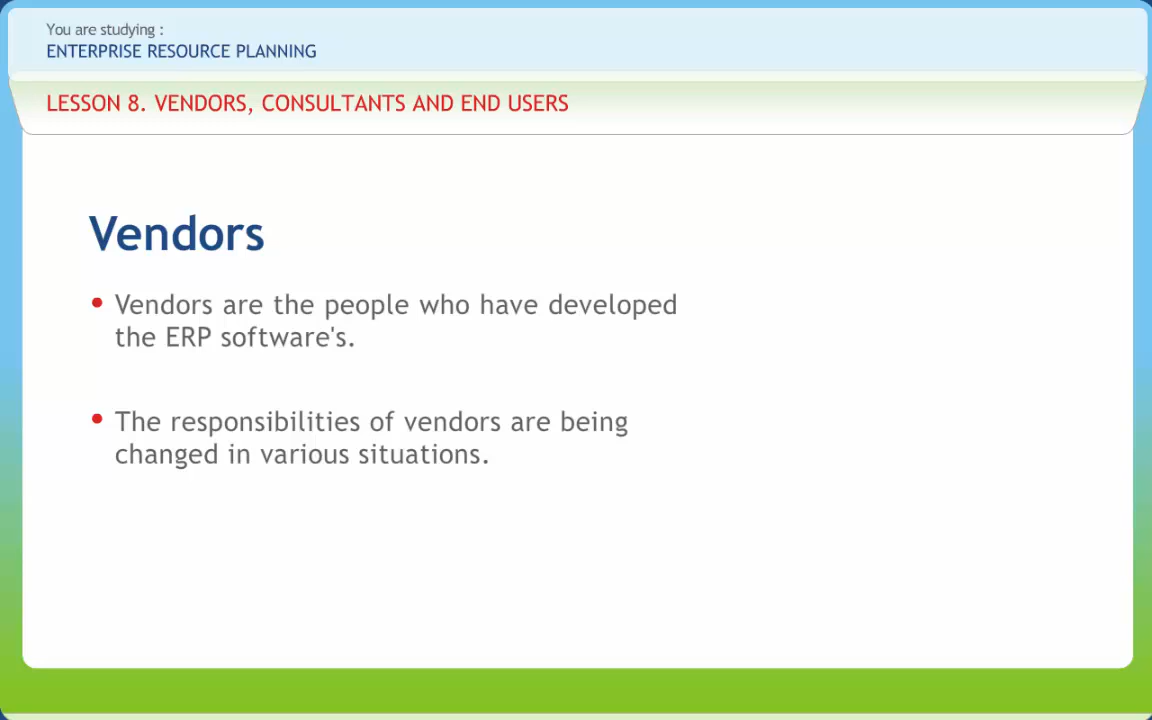 You are studying :
ENTERPRISE RESOURCE PLANNING
LESSON 8. VENDORS, CONSULTANTS AND END USERS
Vendors
• Vendors are the people who have developed
the ERP software's.
• The responsibilities of vendors are being
changed in various situations.